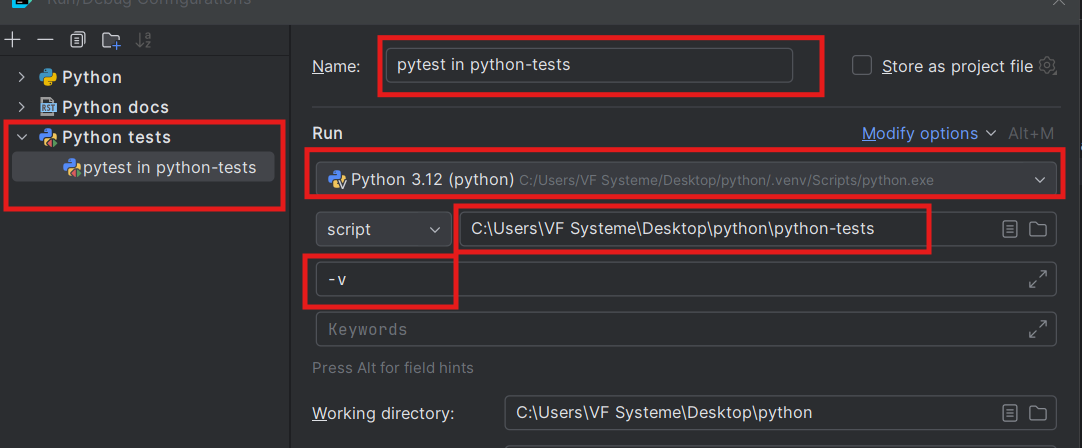 Run/Debug Configurations
Name: pytest in python-tests Store as project file
Python
RST Python docs
Python tests
pytest in python-tests
Run Modify options Alt+M
Python 3.12 (python) C:/Users/VF Systeme/Desktop/python/.venv/Scripts/python.exe
script C:\Users\VF Systeme\Desktop\python\python-tests
-v
Keywords
Press Alt for field hints
Working directory: C:\Users\VF Systeme\Desktop\python